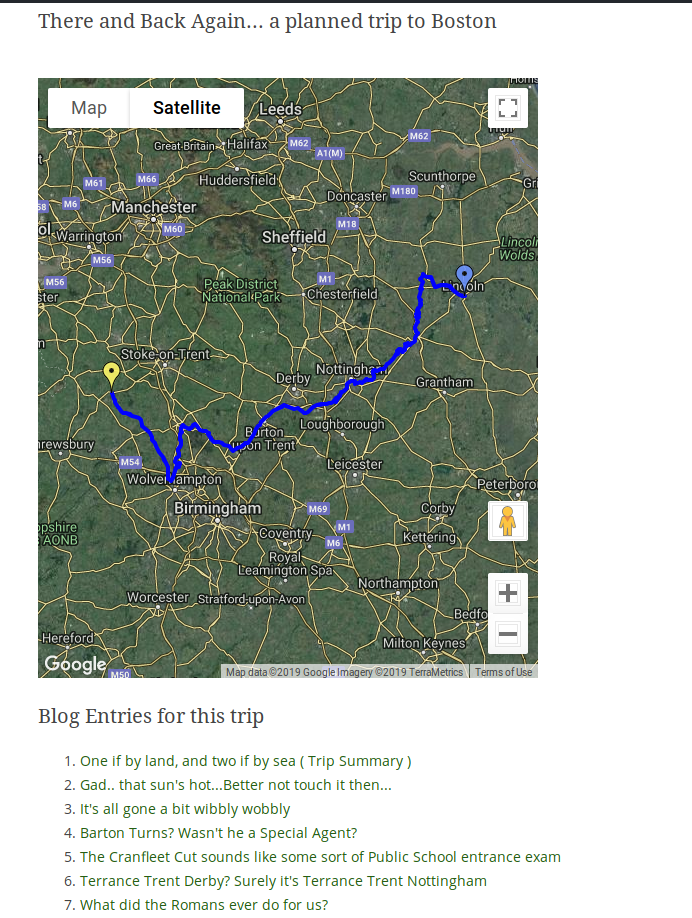 There and Back Again... a planned trip to Boston
Map
Satellite
Leeds
Great Britain
Halifax
M62
A1(M)
M62
M61
M66
Huddersfield
Doncaster
M180
Scunthorpe
M6
Manchester
M60
M18
Warrington
Sheffield
M56
M56
Peak District
National Park
M1
Chesterfield
Lincoln
Stoke-on-Trent
Derby
Nottingham
Grantham
Burton
upon Trent
Loughborough
M54
Leicester
Wolverhampton
Birmingham
M69
Corby
Coventry
M1
M6
Kettering
Royal
Leamington Spa
Northampton
Worcester
Stratford-upon-Avon
Hereford
Milton Keynes
Google
M50
Map data ©2019 Google Imagery ©2019 TerraMetrics
Terms of Use
Blog Entries for this trip
1. One if by land, and two if by sea ( Trip Summary )
2. Gad.. that sun's hot...Better not touch it then...
3. It's all gone a bit wibbly wobbly
4. Barton Turns? Wasn't he a Special Agent?
5. The Cranfleet Cut sounds like some sort of Public School entrance exam
6. Terrance Trent Derby? Surely it's Terrance Trent Nottingham
7. What did the Romans ever do for us?